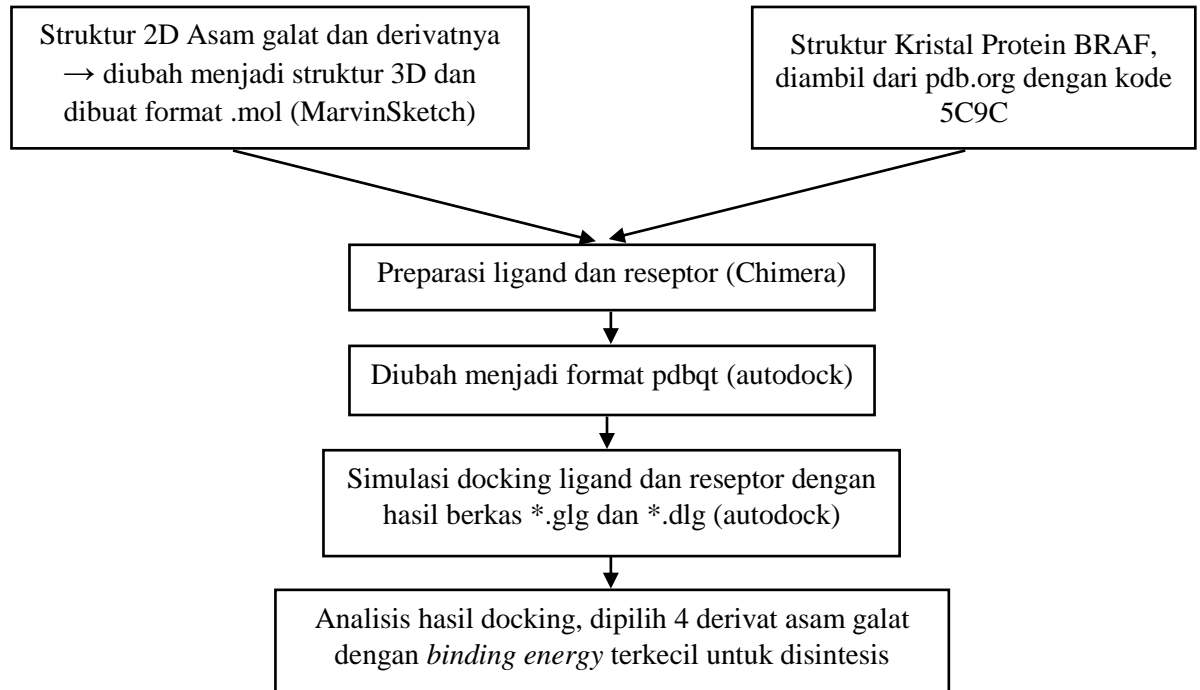 Struktur 2D Asam galat dan derivatnya
→ diubah menjadi struktur 3D dan
dibuat format .mol (MarvinSketch)
Struktur Kristal Protein BRAF,
diambil dari pdb.org dengan kode
5C9C
Preparasi ligand dan reseptor (Chimera)
Diubah menjadi format pdbqt (autodock)
Simulasi docking ligand dan reseptor dengan
hasil berkas *.glg dan *.dlg (autodock)
Analisis hasil docking, dipilih 4 derivat asam galat
dengan binding energy terkecil untuk disintesis